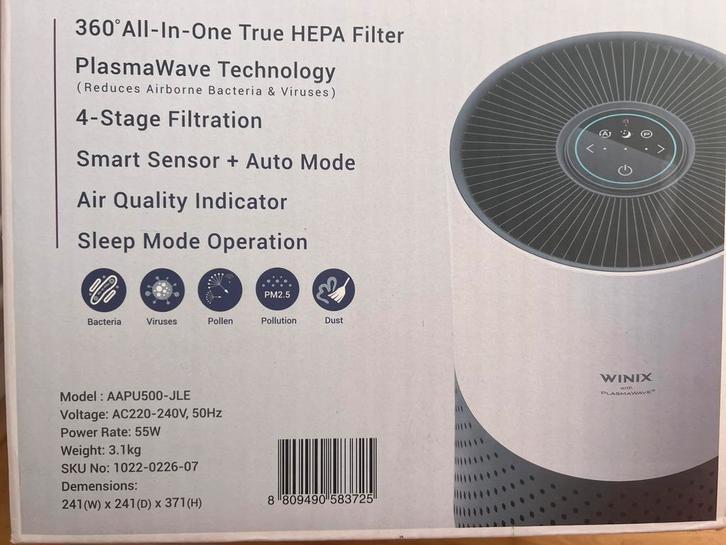 360°All-In-One True HEPA Filter
PlasmaWave Technology
(Reduces Airborne Bacteria & Viruses)
4-Stage Filtration
Smart Sensor + Auto Mode
Air Quality Indicator
Sleep Mode Operation
PM2.5
Bacteria Viruses Pollen Pollution Dust
A P
WINIX
with
PLASMAWAVE™
Model : AAPU500-JLE
Voltage: AC220-240V, 50Hz
Power Rate: 55W
Weight: 3.1kg
SKU No: 1022-0226-07
Demensions:
241(W) x 241(D) x 371(H)
8 809490 583725